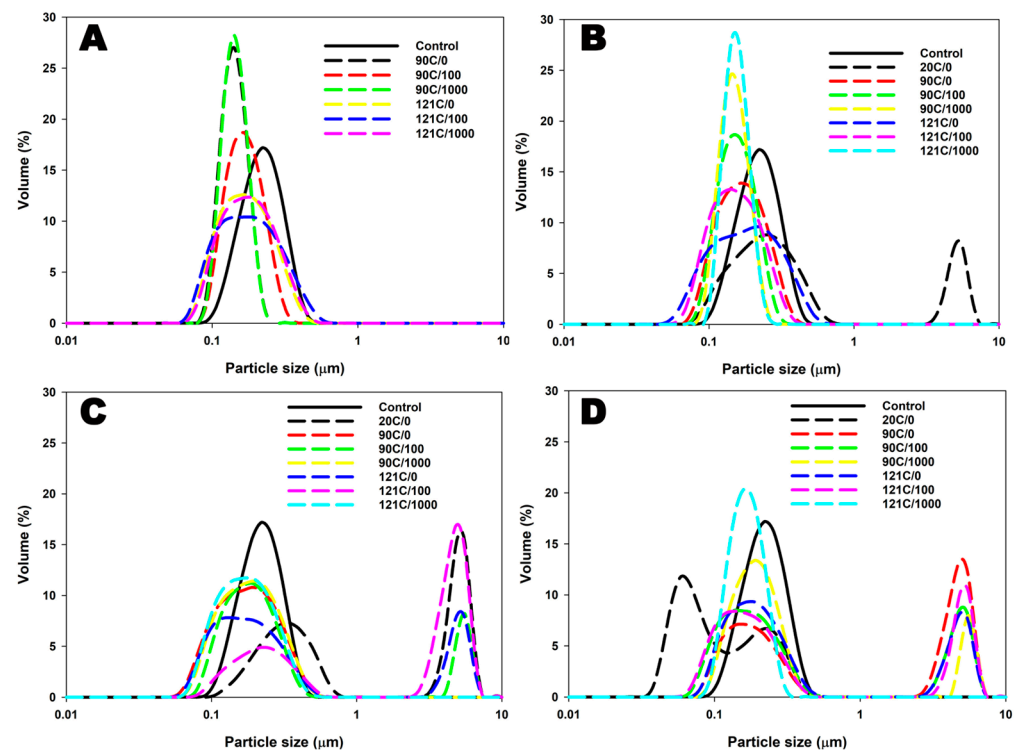 A
Volume (%)
30
25
20
15
10
5
0
0.01
0.1
1
10
Particle size (μm)
Control
90C/0
90C/100
90C/1000
121C/0
121C/100
121C/1000
B
Volume (%)
30
25
20
15
10
5
0
0.01
0.1
1
10
Particle size (μm)
Control
20C/0
90C/0
90C/100
90C/1000
121C/0
121C/100
121C/1000
C
Volume (%)
30
25
20
15
10
5
0
0.01
0.1
1
10
Particle size (μm)
Control
20C/0
90C/0
90C/100
90C/1000
121C/0
121C/100
121C/1000
D
Volume (%)
30
25
20
15
10
5
0
0.01
0.1
1
10
Particle size (μm)
Control
20C/0
90C/0
90C/100
90C/1000
121C/0
121C/100
121C/1000